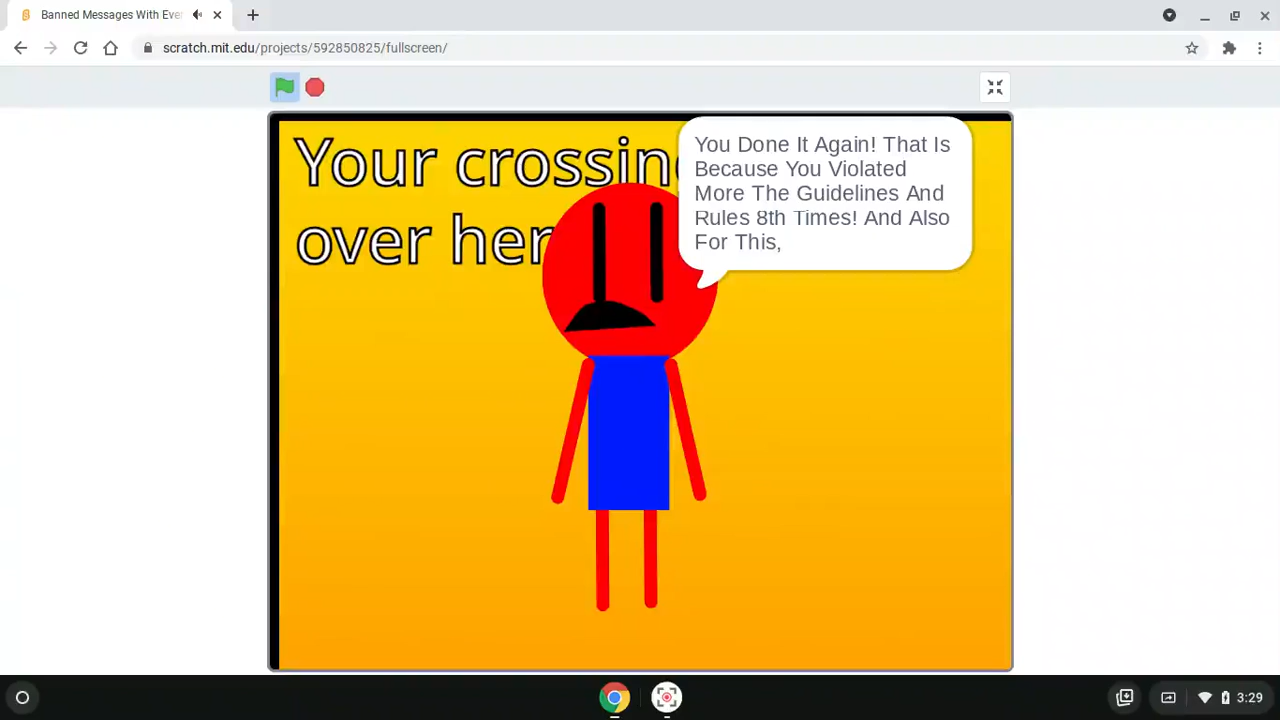 Banned Messages With Eve
scratch.mit.edu/projects/592850825/fullscreen/
Your crossing
over her
You Done It Again! That Is
Because You Violated
More The Guidelines And
Rules 8th Times! And Also
For This,
3:29